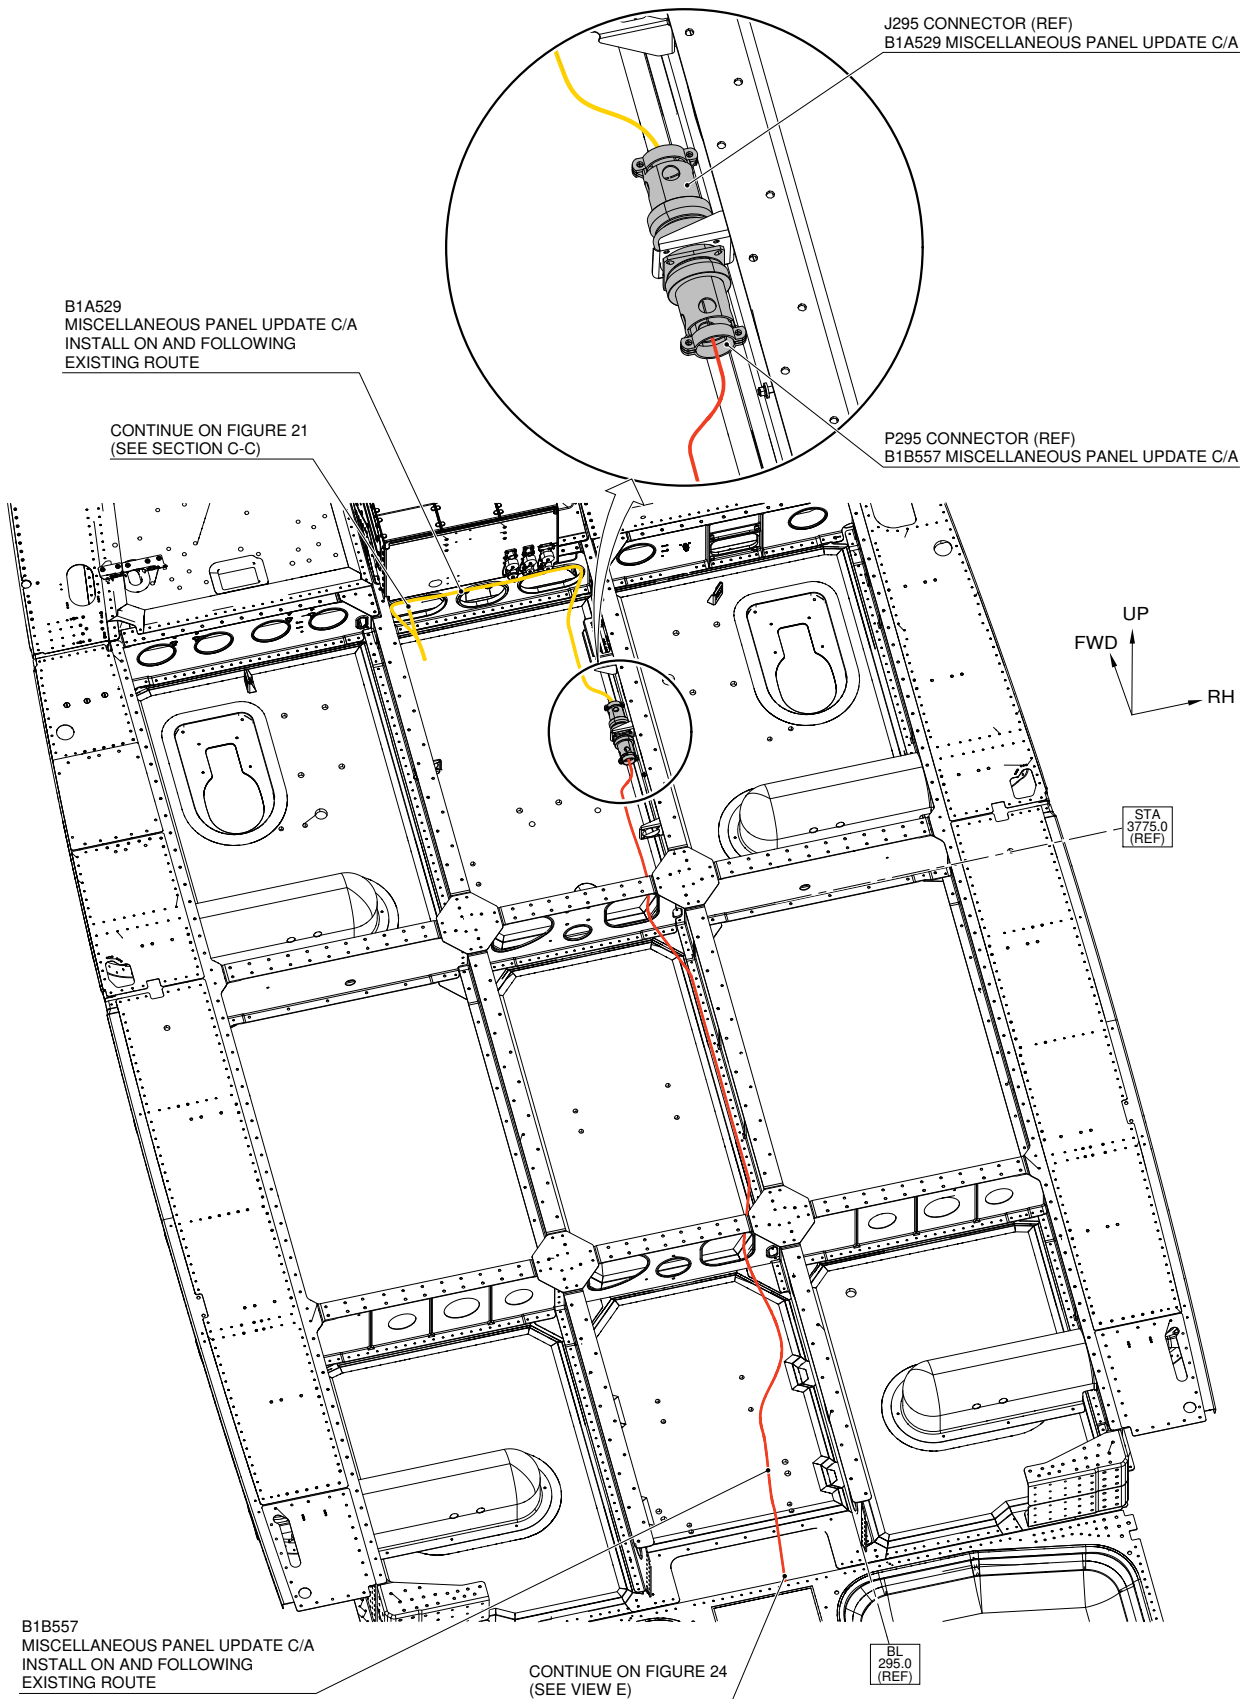 J295 CONNECTOR (REF)
B1A529 MISCELLANEOUS PANEL UPDATE C/A
B1A529
MISCELLANEOUS PANEL UPDATE C/A
INSTALL ON AND FOLLOWING
EXISTING ROUTE
CONTINUE ON FIGURE 21
(SEE SECTION C-C)
P295 CONNECTOR (REF)
B1B557 MISCELLANEOUS PANEL UPDATE C/A
UP
FWD
RH
STA
3775.0
(REF)
B1B557
MISCELLANEOUS PANEL UPDATE C/A
INSTALL ON AND FOLLOWING
EXISTING ROUTE
CONTINUE ON FIGURE 24
(SEE VIEW E)
BL
295.0
(REF)